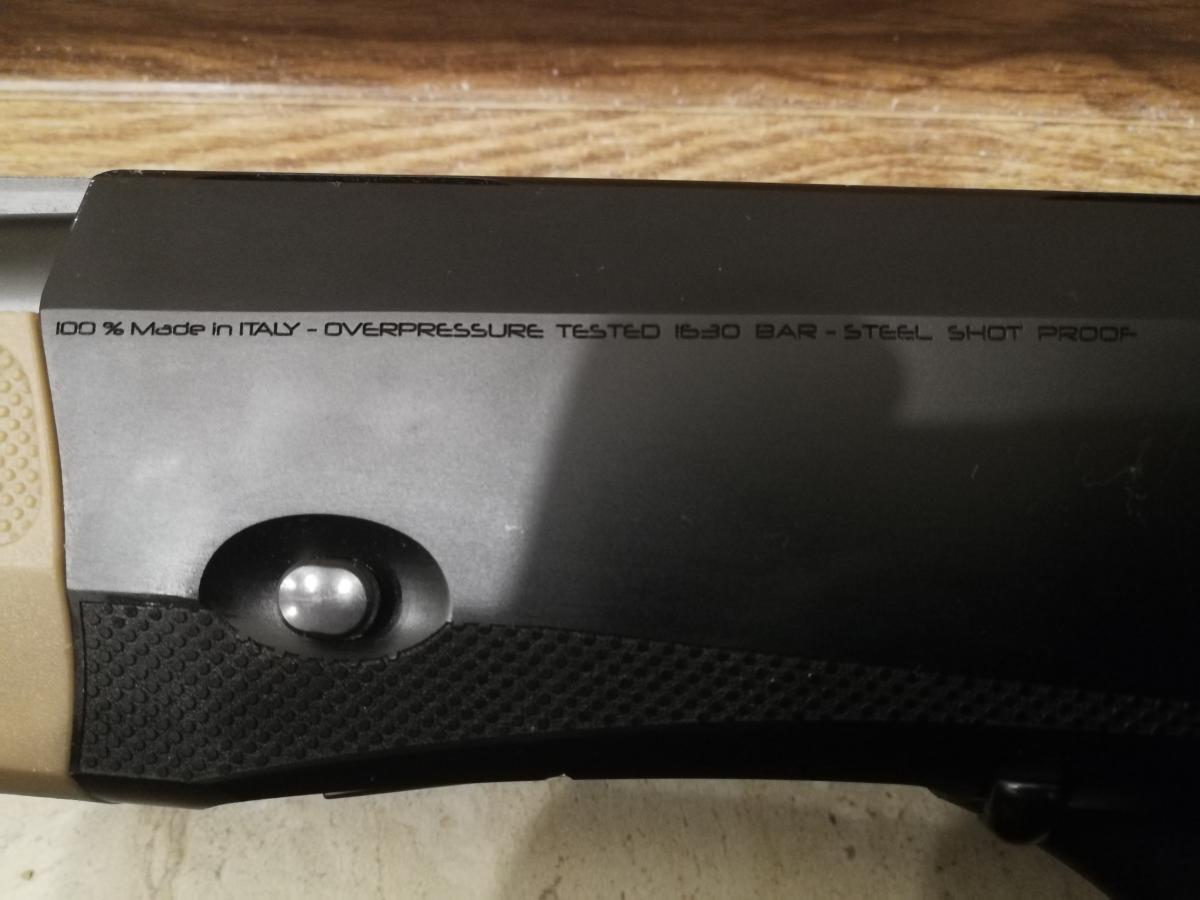 100 % Made in ITALY - OVERPRESSURE TESTED 1630 BAR - STEEL SHOT PROOF